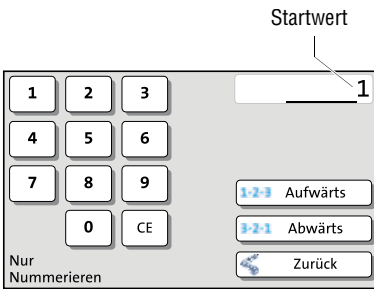 Startwert
1
1 2 3
4 5 6
7 8 9
0 CE
1-2-3 Aufwärts
3-2-1 Abwärts
Zurück
Nur
Nummerieren